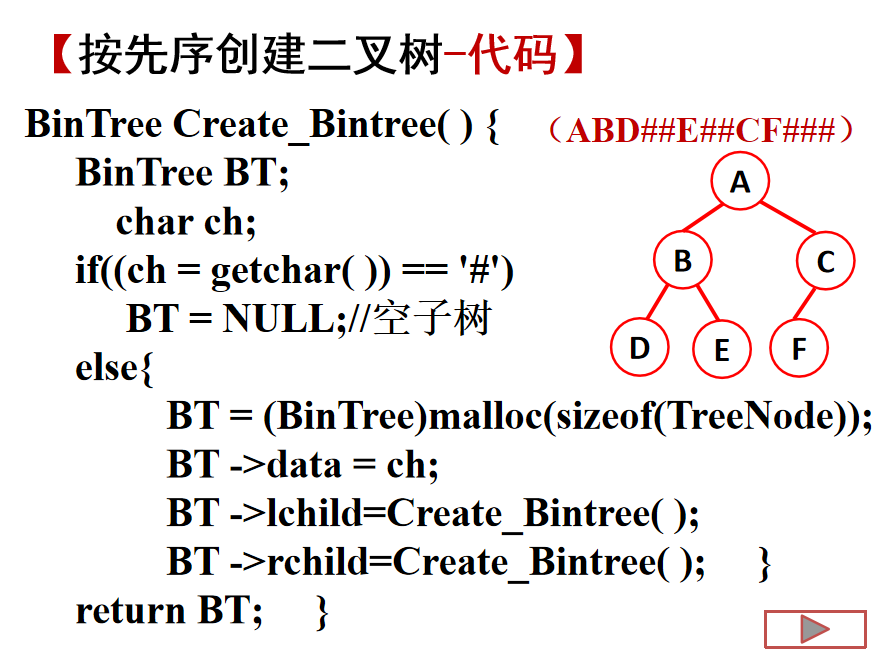 【按先序创建二叉树-代码】
BinTree Create_Bintree( ) {
（ABD##E##CF###）
BinTree BT;
char ch;
if((ch = getchar( )) == '#')
BT = NULL;//空子树
else{
BT = (BinTree)malloc(sizeof(TreeNode));
BT ->data = ch;
BT ->lchild=Create_Bintree( );
BT ->rchild=Create_Bintree( ); }
return BT; }
A
B
C
D
E
F